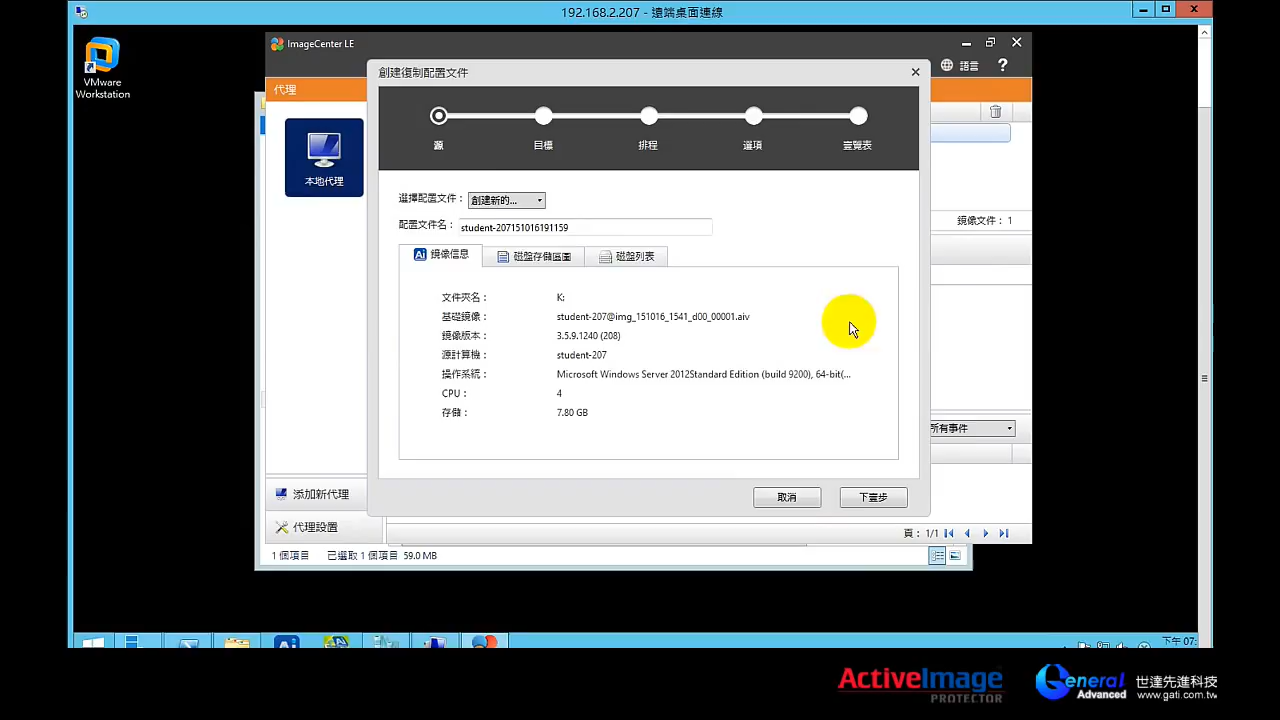 192.168.2.207 - 遠端桌面連線
VMware
Workstation
ImageCenter LE
語言
?
代理
本地代理
創建復制配置文件
源
目標
排程
選項
壹覽表
選擇配置文件：
創建新的...
配置文件名：
student-207151016191159
鏡像文件： 1
Ai 鏡像信息
磁盤存儲區圖
磁盤列表
文件夾名：
K:
基礎鏡像：
student-207@img_151016_1541_d00_00001.aiv
鏡像版本：
3.5.9.1240 (208)
源計算機：
student-207
操作系統：
Microsoft Windows Server 2012Standard Edition (build 9200), 64-bit(...
CPU：
4
存儲：
7.80 GB
所有事件
取消
下壹步
添加新代理
代理設置
頁： 1/1
1 個項目
已選取 1 個項目 59.0 MB
下午 07:
ActiveImage
PROTECTOR
General
Advanced
世達先進科技
www.gati.com.tw